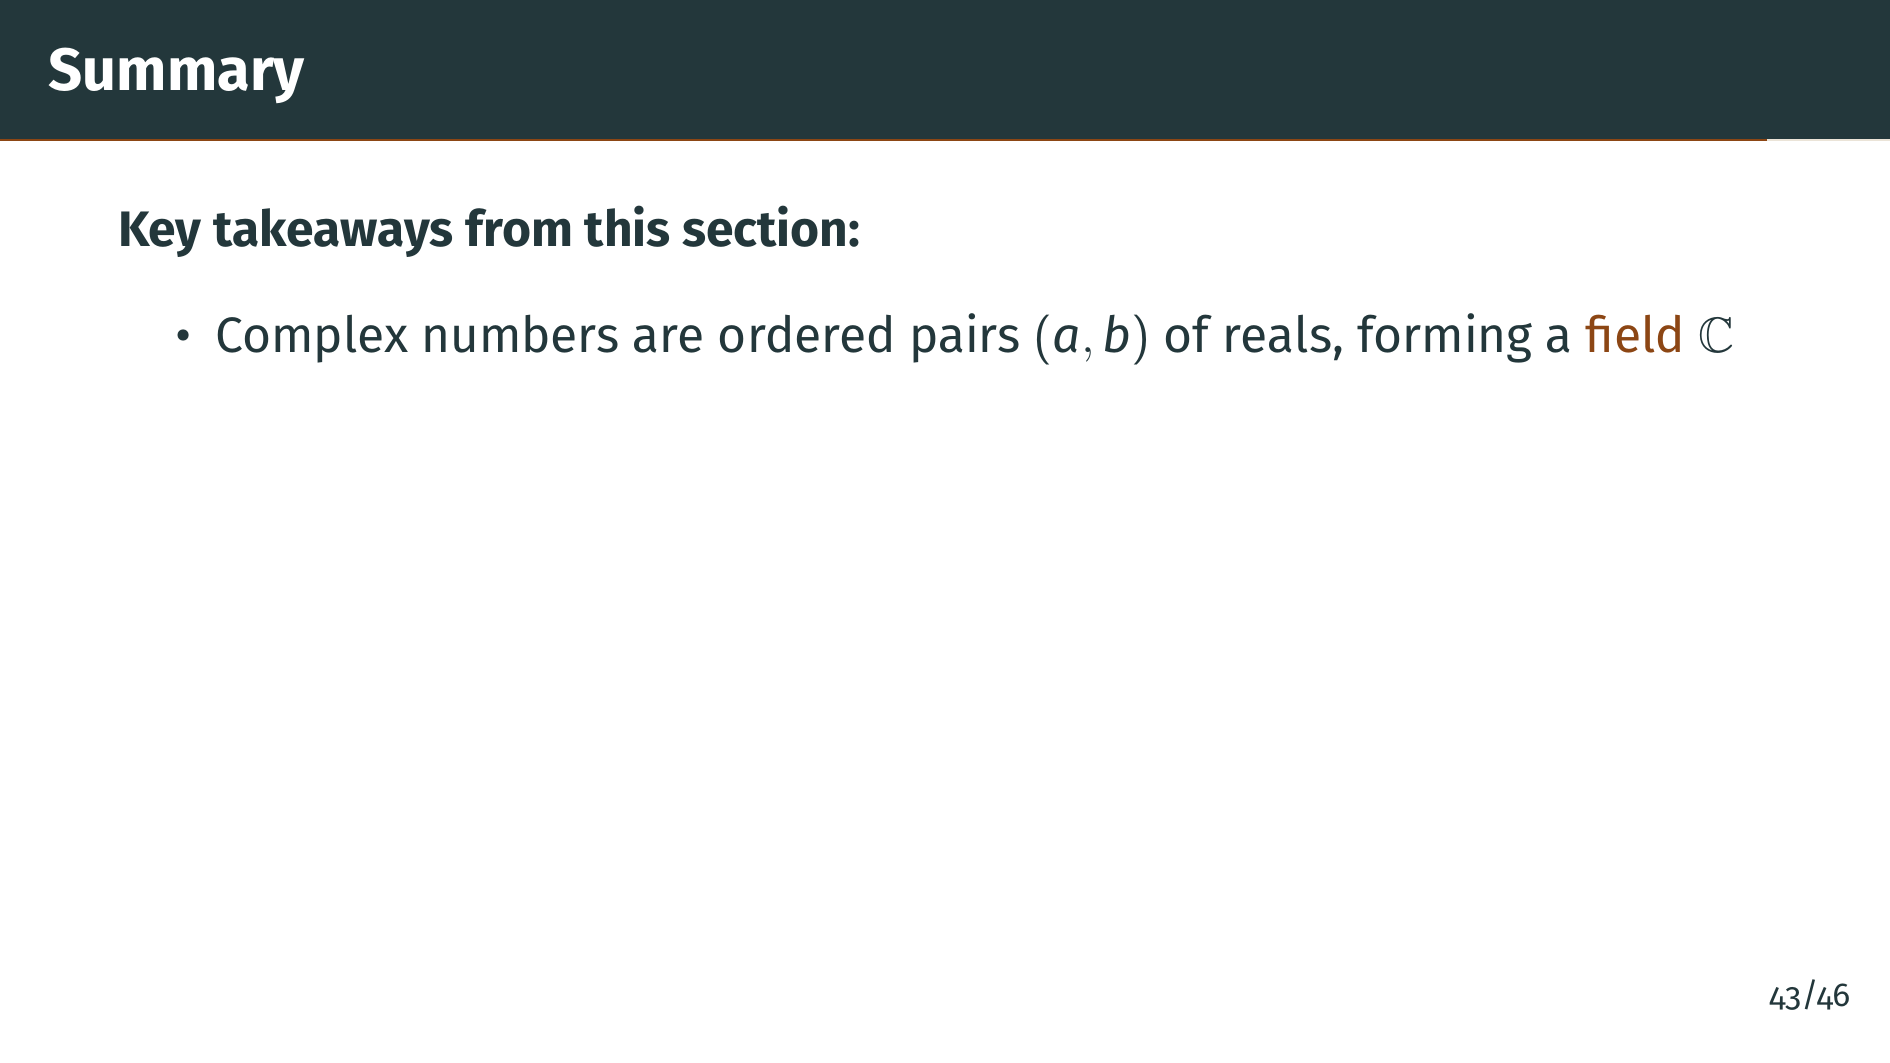 Summary
Key takeaways from this section:
• Complex numbers are ordered pairs (a, b) of reals, forming a field ℂ
43/46